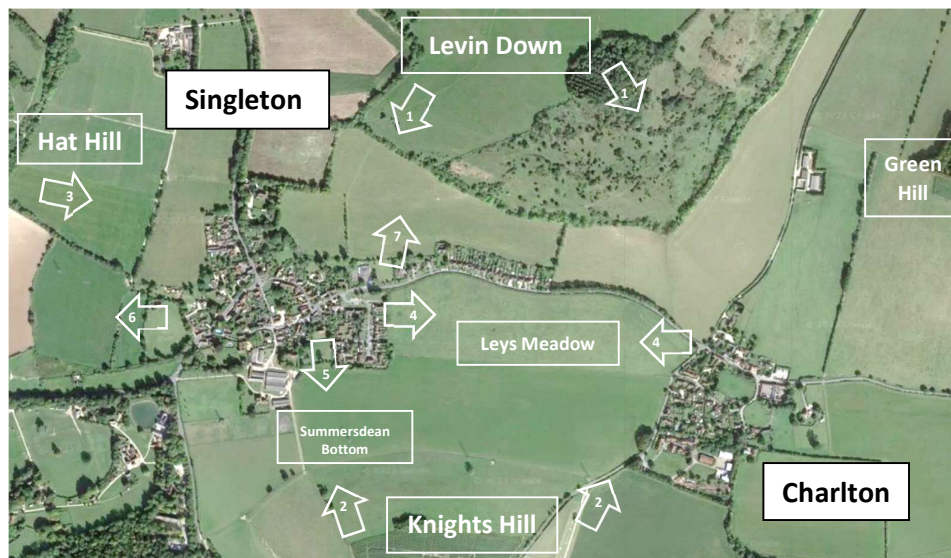 Levin Down
1
1
Singleton
Hat Hill
3
Green
Hill
7
6
4
Leys Meadow
4
5
Summersdean
Bottom
2
Knights Hill
2
Charlton